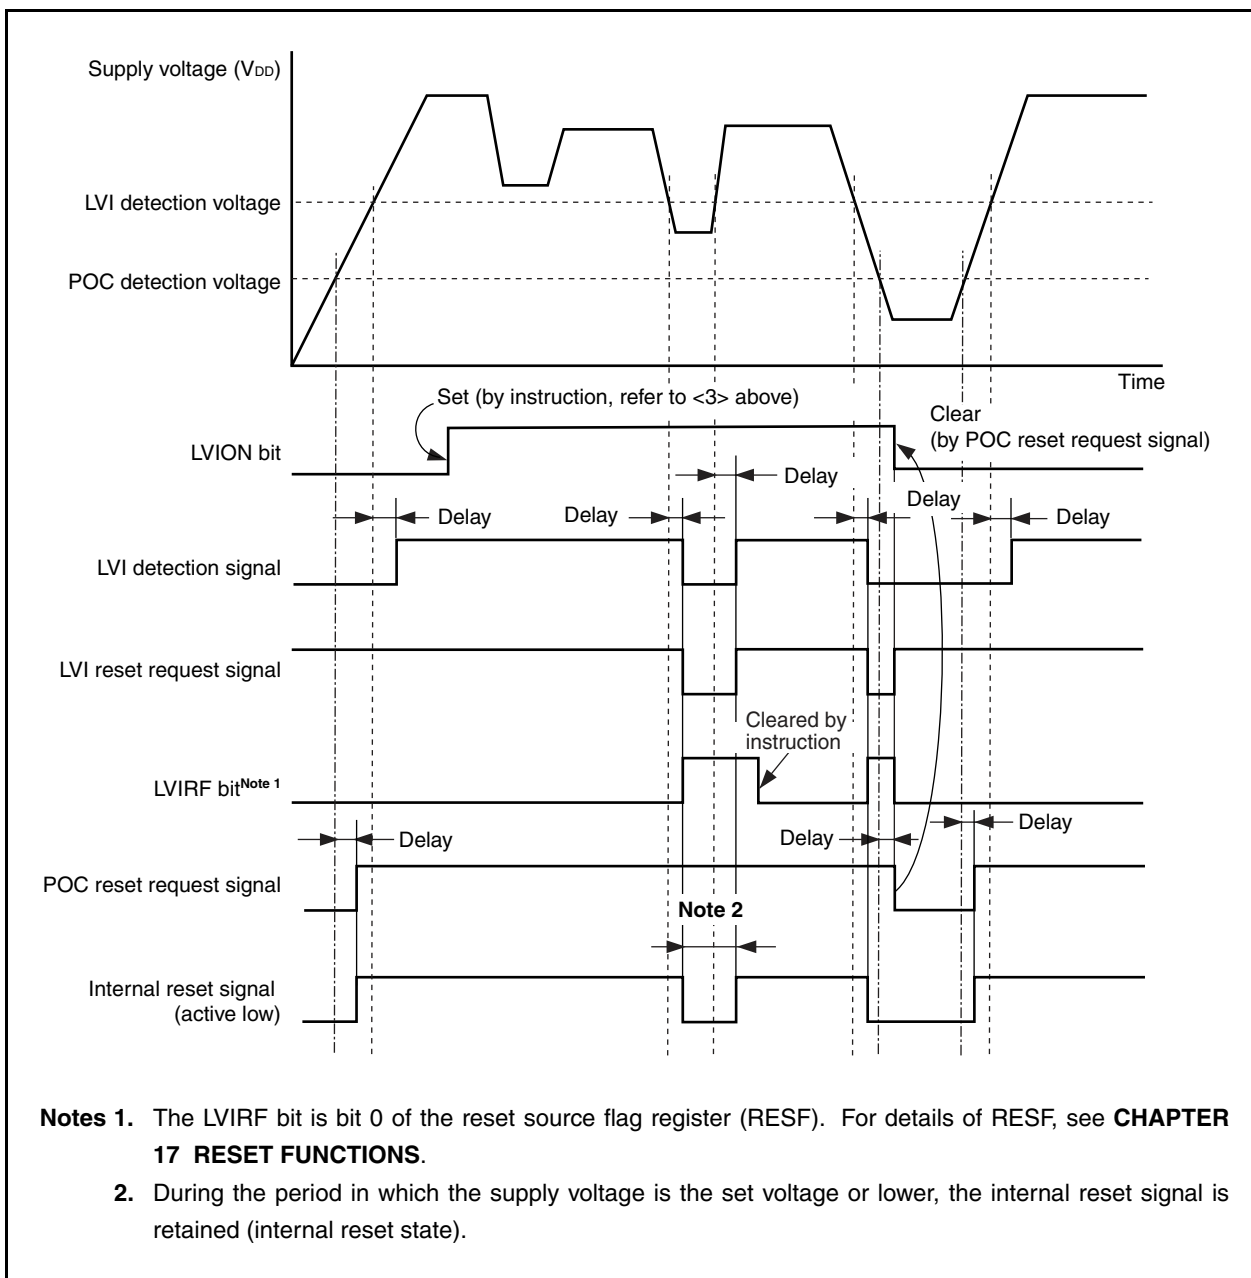 Supply voltage (VDD)
LVI detection voltage
POC detection voltage
Time
Set (by instruction, refer to <3> above)
Clear
(by POC reset request signal)
LVION bit
Delay
Delay
Delay
Delay
Delay
LVI detection signal
LVI reset request signal
Cleared by
instruction
LVIRF bitNote 1
Delay
Delay
Delay
POC reset request signal
Note 2
Internal reset signal
(active low)
Notes 1. The LVIRF bit is bit 0 of the reset source flag register (RESF). For details of RESF, see CHAPTER
17 RESET FUNCTIONS.
2. During the period in which the supply voltage is the set voltage or lower, the internal reset signal is
retained (internal reset state).